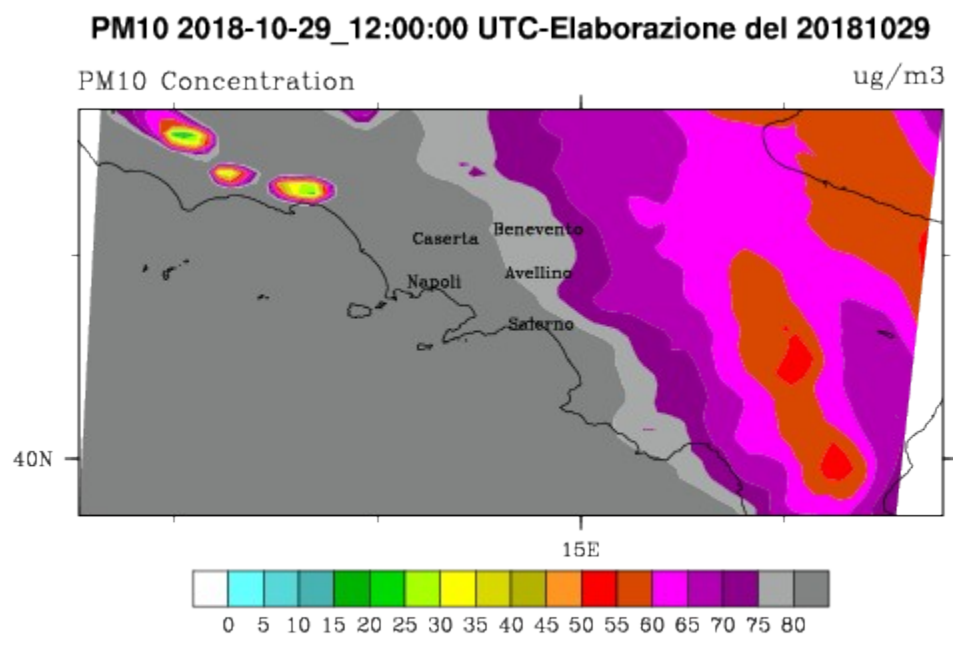 PM10 2018-10-29_12:00:00 UTC-Elaborazione del 20181029
PM10 Concentration
ug/m3
Benevento
Caserta
Avellino
Napoli
Salerno
40N
15E
0 5 10 15 20 25 30 35 40 45 50 55 60 65 70 75 80